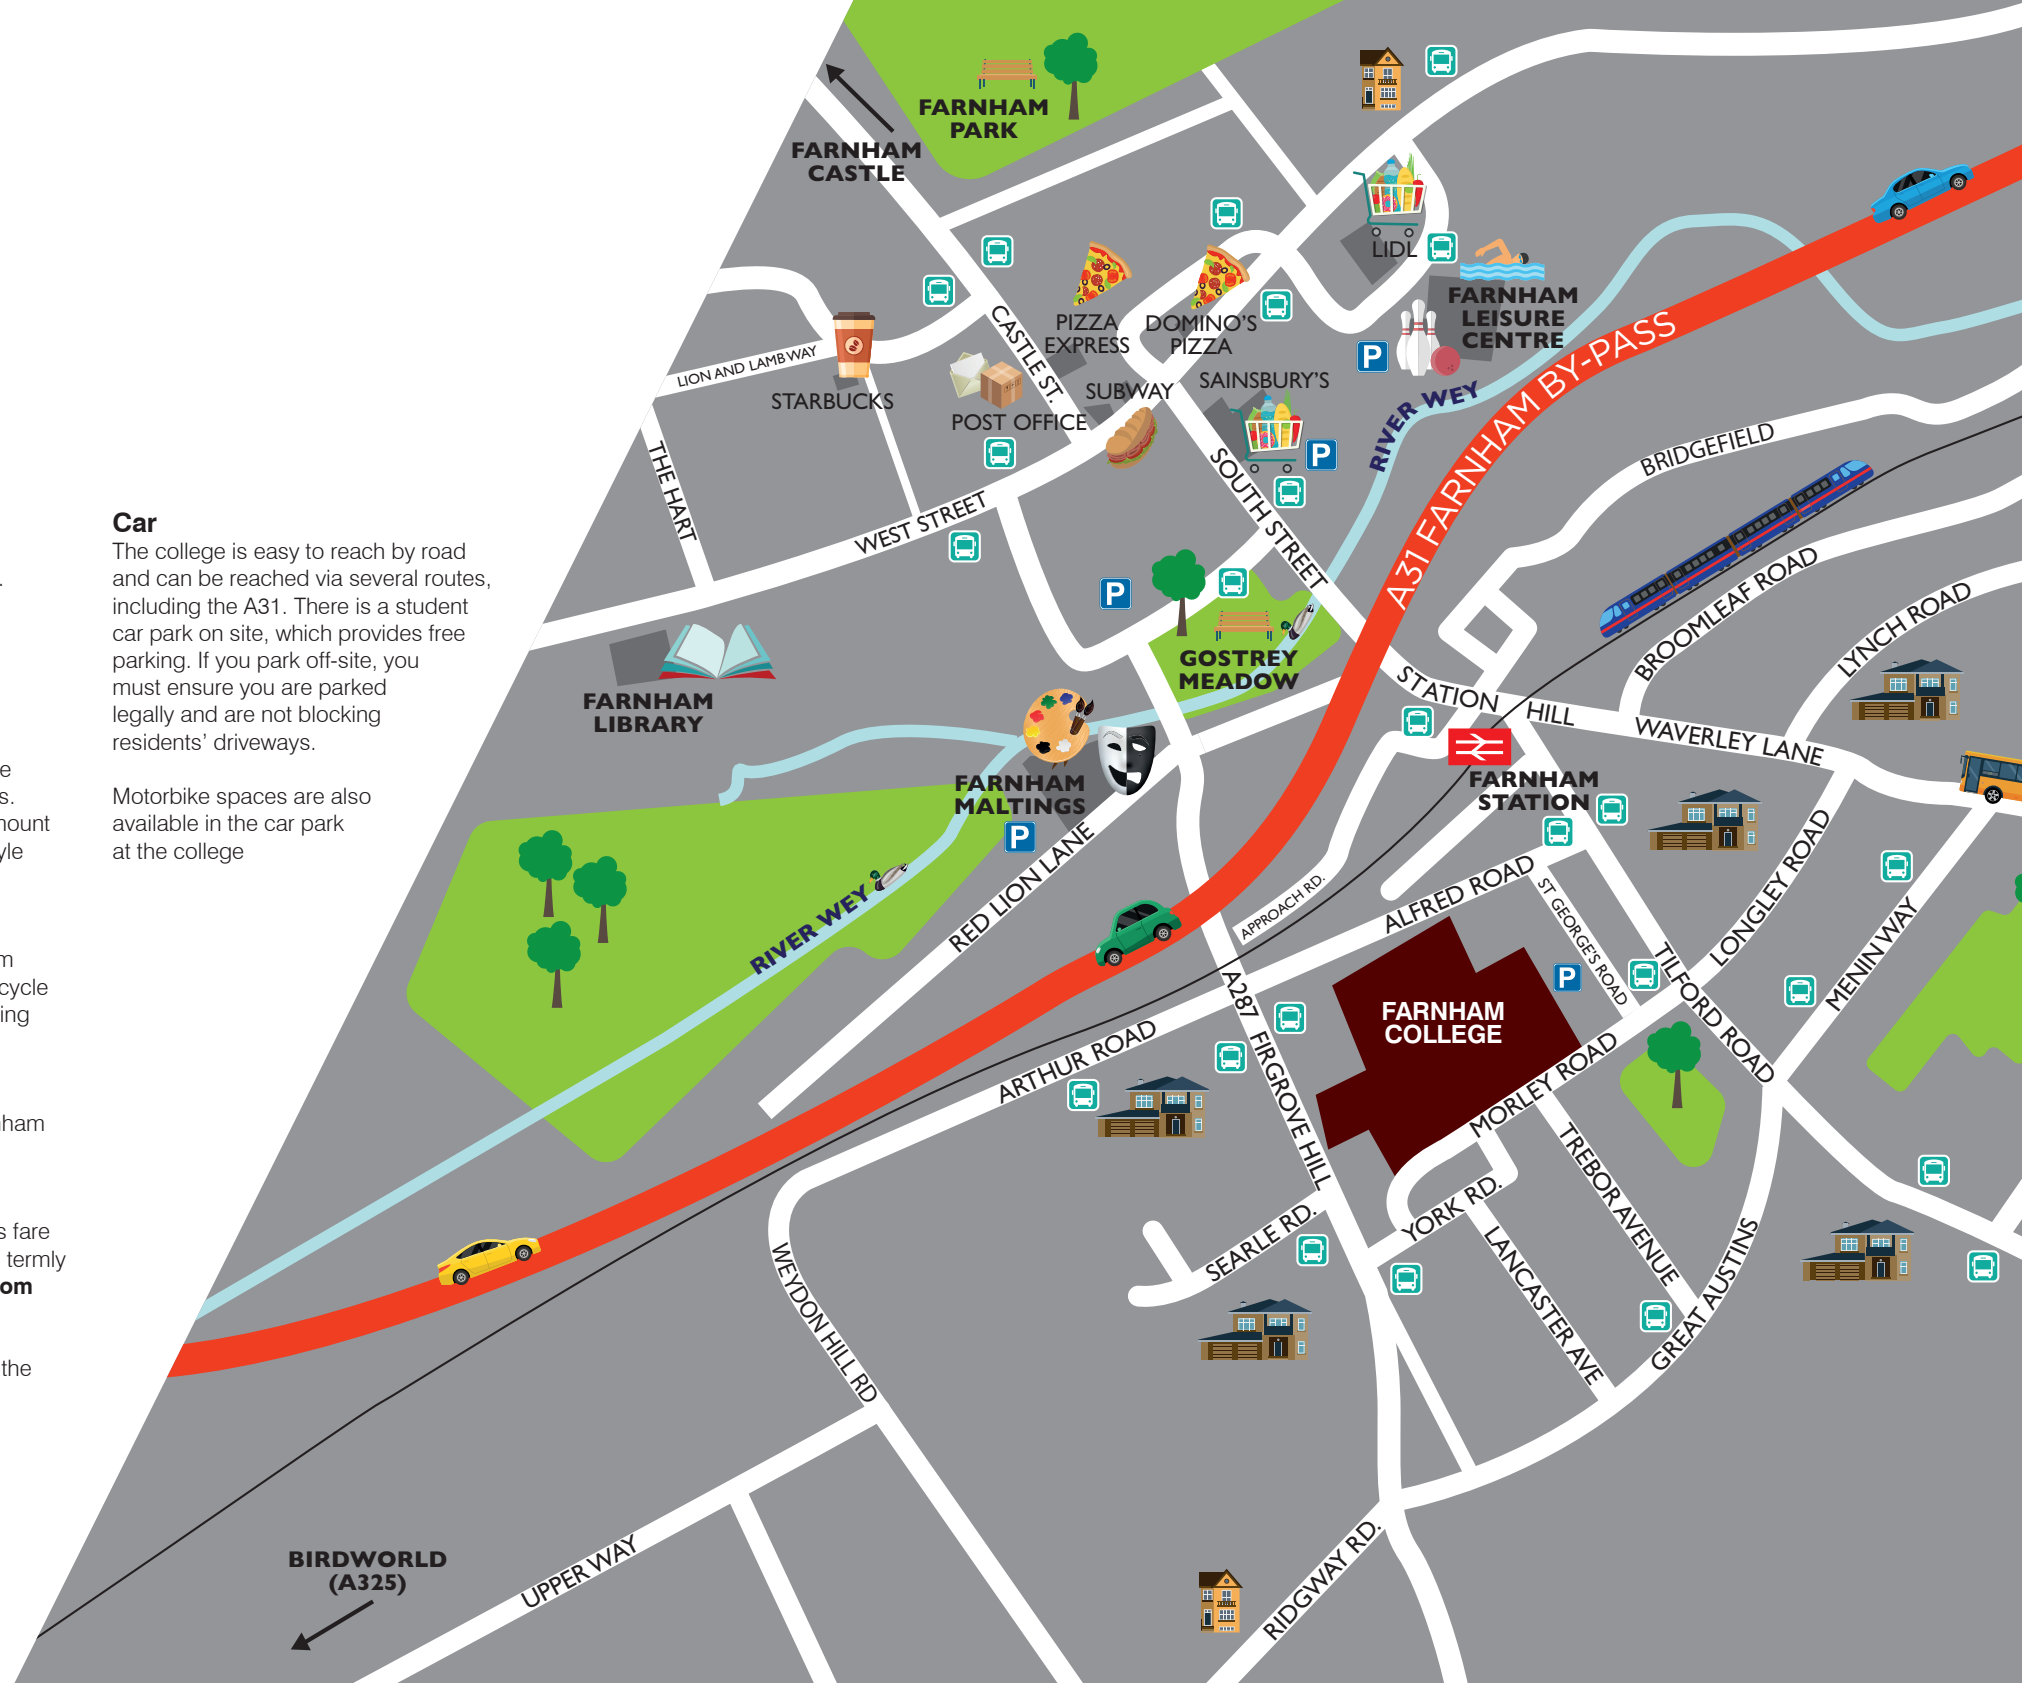 Car
The college is easy to reach by road
and can be reached via several routes,
including the A31. There is a student
car park on site, which provides free
parking. If you park off-site, you
must ensure you are parked
legally and are not blocking
residents’ driveways.
Motorbike spaces are also
available in the car park
at the college
s fare
termly
the
FARNHAM
PARK
FARNHAM
CASTLE
LIDL
FARNHAM
LEISURE
CENTRE
PIZZA
EXPRESS
DOMINO’S
PIZZA
CASTLE ST.
LION AND LAMB WAY
STARBUCKS
POST OFFICE
SUBWAY
SAINSBURY’S
P
P
RIVER WEY
A31 FARNHAM BY-PASS
BRIDGEFIELD
THE HART
WEST STREET
SOUTH STREET
P
GOSTREY
MEADOW
BROOMLEAF ROAD
LYNCH ROAD
FARNHAM
LIBRARY
STATION HILL
WAVERLEY LANE
FARNHAM
STATION
FARNHAM
MALTINGS
P
RED LION LANE
RIVER WEY
APPROACH RD.
ALFRED ROAD
ST GEORGE’S ROAD
LONGLEY ROAD
MENIN WAY
TILFORD ROAD
P
FARNHAM
COLLEGE
A287 FIRGROVE HILL
ARTHUR ROAD
MORLEY ROAD
TREBOR AVENUE
YORK RD.
SEARLE RD.
LANCASTER AVE
GREAT AUSTINS
WEYDON HILL RD
UPPER WAY
RIDGWAY RD.
BIRDWORLD
(A325)